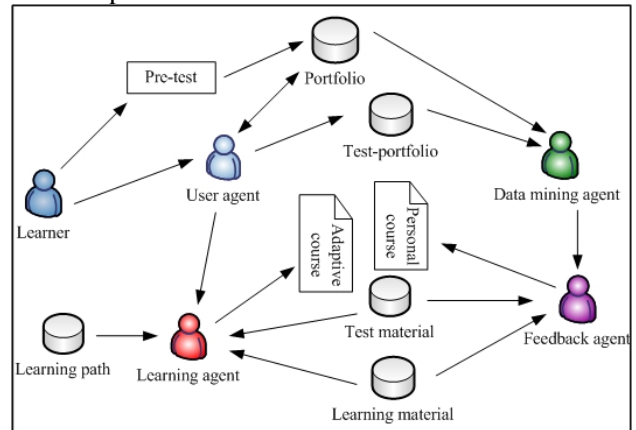 Pre-test
Portfolio
Test-portfolio
User agent
Data mining agent
Learner
Adaptive
course
Personal
course
Test material
Feedback agent
Learning path
Learning agent
Learning material